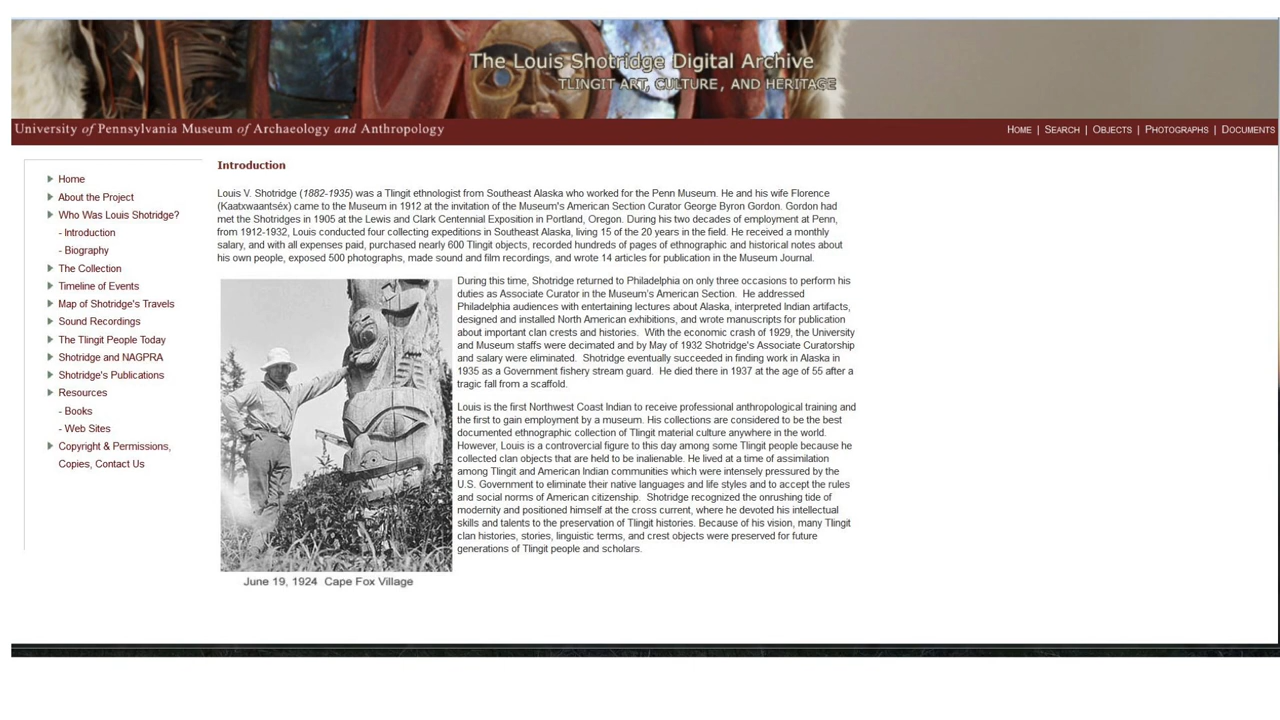 The Louis Shotridge Digital Archive
TLINGIT ART, CULTURE, AND HERITAGE
University of Pennsylvania Museum of Archaeology and Anthropology
HOME | SEARCH | OBJECTS | PHOTOGRAPHS | DOCUMENTS
Home
About the Project
Who Was Louis Shotridge?
- Introduction
- Biography
The Collection
Timeline of Events
Map of Shotridge's Travels
Sound Recordings
The Tlingit People Today
Shotridge and NAGPRA
Shotridge's Publications
Resources
- Books
- Web Sites
Copyright & Permissions,
Copies, Contact Us
Introduction
Louis V. Shotridge (1882-1935) was a Tlingit ethnologist from Southeast Alaska who worked for the Penn Museum. He and his wife Florence
(Kaatxwaantséx) came to the Museum in 1912 at the invitation of the Museum's American Section Curator George Byron Gordon. Gordon had
met the Shotridges in 1905 at the Lewis and Clark Centennial Exposition in Portland, Oregon. During his two decades of employment at Penn,
from 1912-1932, Louis conducted four collecting expeditions in Southeast Alaska, living 15 of the 20 years in the field. He received a monthly
salary, and with all expenses paid, purchased nearly 600 Tlingit objects, recorded hundreds of pages of ethnographic and historical notes about
his own people, exposed 500 photographs, made sound and film recordings, and wrote 14 articles for publication in the Museum Journal.
During this time, Shotridge returned to Philadelphia on only three occasions to perform his
duties as Associate Curator in the Museum's American Section. He addressed
Philadelphia audiences with entertaining lectures about Alaska, interpreted Indian artifacts,
designed and installed North American exhibitions, and wrote manuscripts for publication
about important clan crests and histories. With the economic crash of 1929, the University
and Museum staffs were decimated and by May of 1932 Shotridge's Associate Curatorship
and salary were eliminated. Shotridge eventually succeeded in finding work in Alaska in
1935 as a Government fishery stream guard. He died there in 1937 at the age of 55 after a
tragic fall from a scaffold.
Louis is the first Northwest Coast Indian to receive professional anthropological training and
the first to gain employment by a museum. His collections are considered to be the best
documented ethnographic collection of Tlingit material culture anywhere in the world.
However, Louis is a controvercial figure to this day among some Tlingit people because he
collected clan objects that are held to be inalienable. He lived at a time of assimilation
among Tlingit and American Indian communities which were intensely pressured by the
U.S. Government to eliminate their native languages and life styles and to accept the rules
and social norms of American citizenship. Shotridge recognized the onrushing tide of
modernity and positioned himself at the cross current, where he devoted his intellectual
skills and talents to the preservation of Tlingit histories. Because of his vision, many Tlingit
clan histories, stories, linguistic terms, and crest objects were preserved for future
generations of Tlingit people and scholars.
June 19, 1924 Cape Fox Village